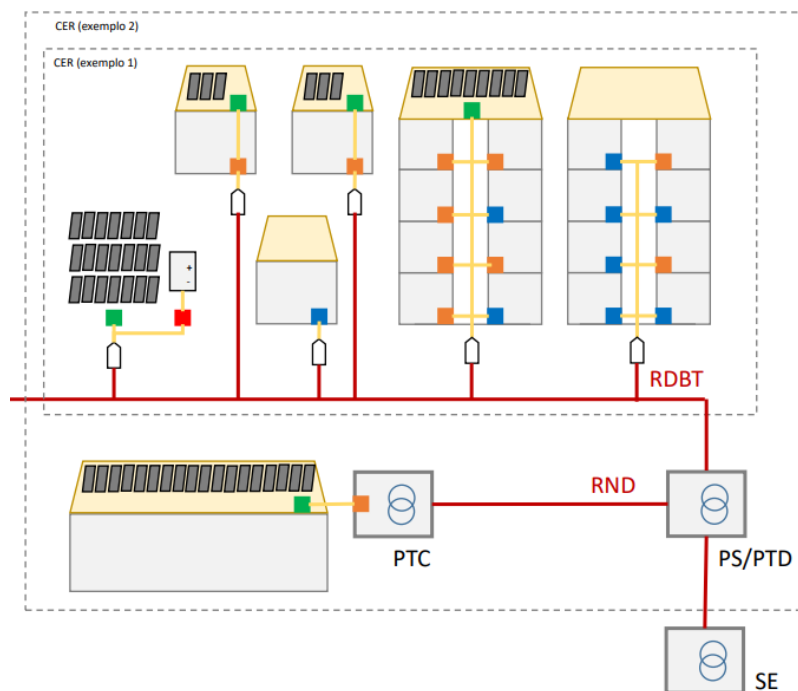 CER (exemplo 2)
CER (exemplo 1)
+
-
RDBT
RND
PTC
PS/PTD
SE